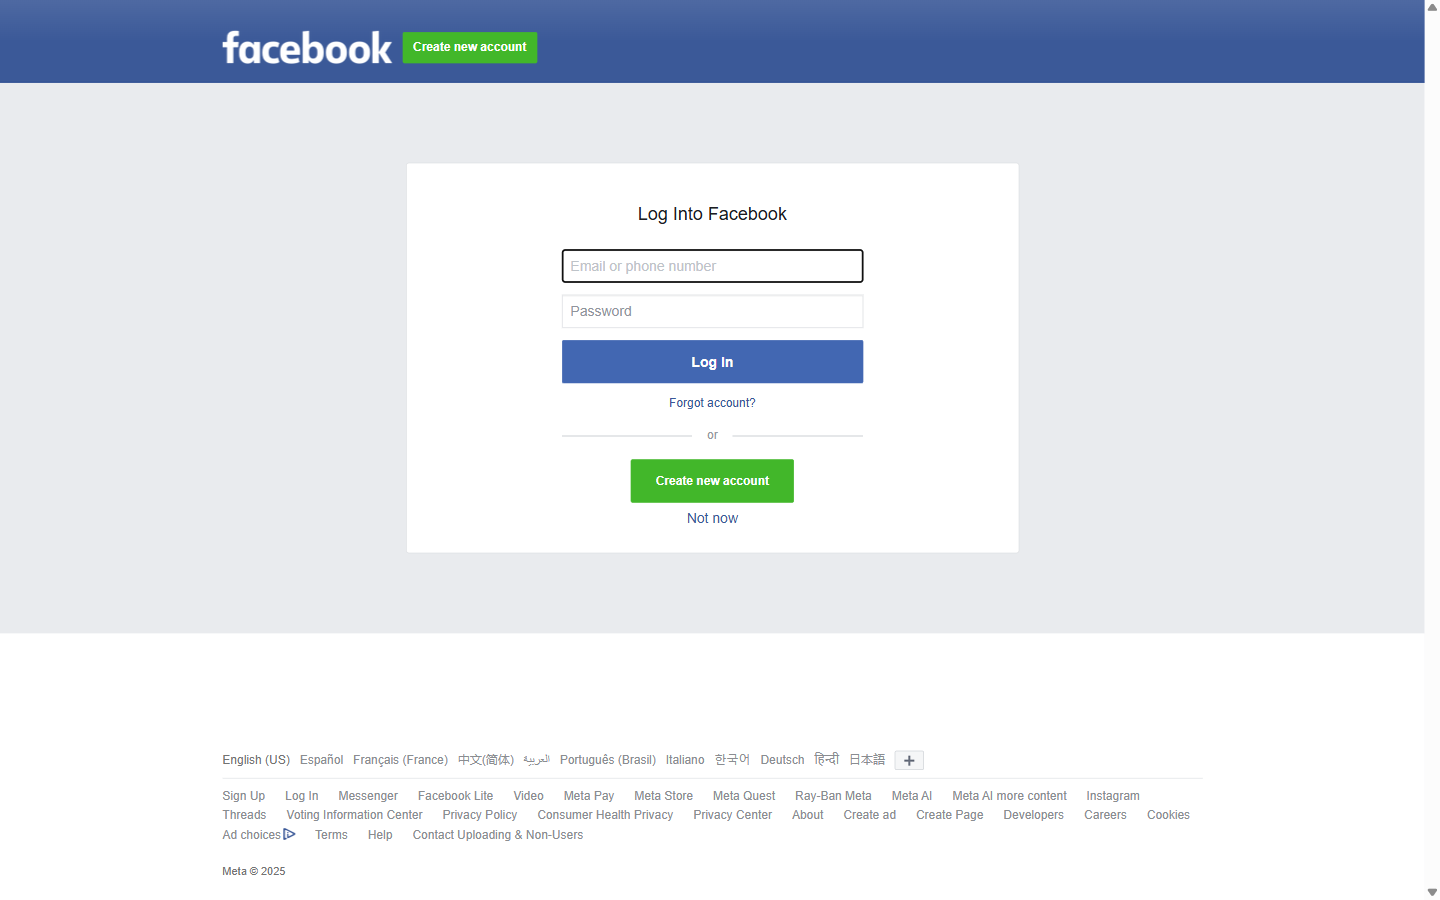 facebook Create new account
Log Into Facebook
Email or phone number
Password
Log In
Forgot account?
or
Create new account
Not now
English (US) Español Français (France) 中文(简体) العربية Português (Brasil) Italiano 한국어 Deutsch हिन्दी 日本語
Sign Up Log In Messenger Facebook Lite Video Meta Pay Meta Store Meta Quest Ray-Ban Meta Meta AI Meta AI more content Instagram
Threads Voting Information Center Privacy Policy Consumer Health Privacy Privacy Center About Create ad Create Page Developers Careers Cookies
Ad choices Terms Help Contact Uploading & Non-Users
Meta © 2025